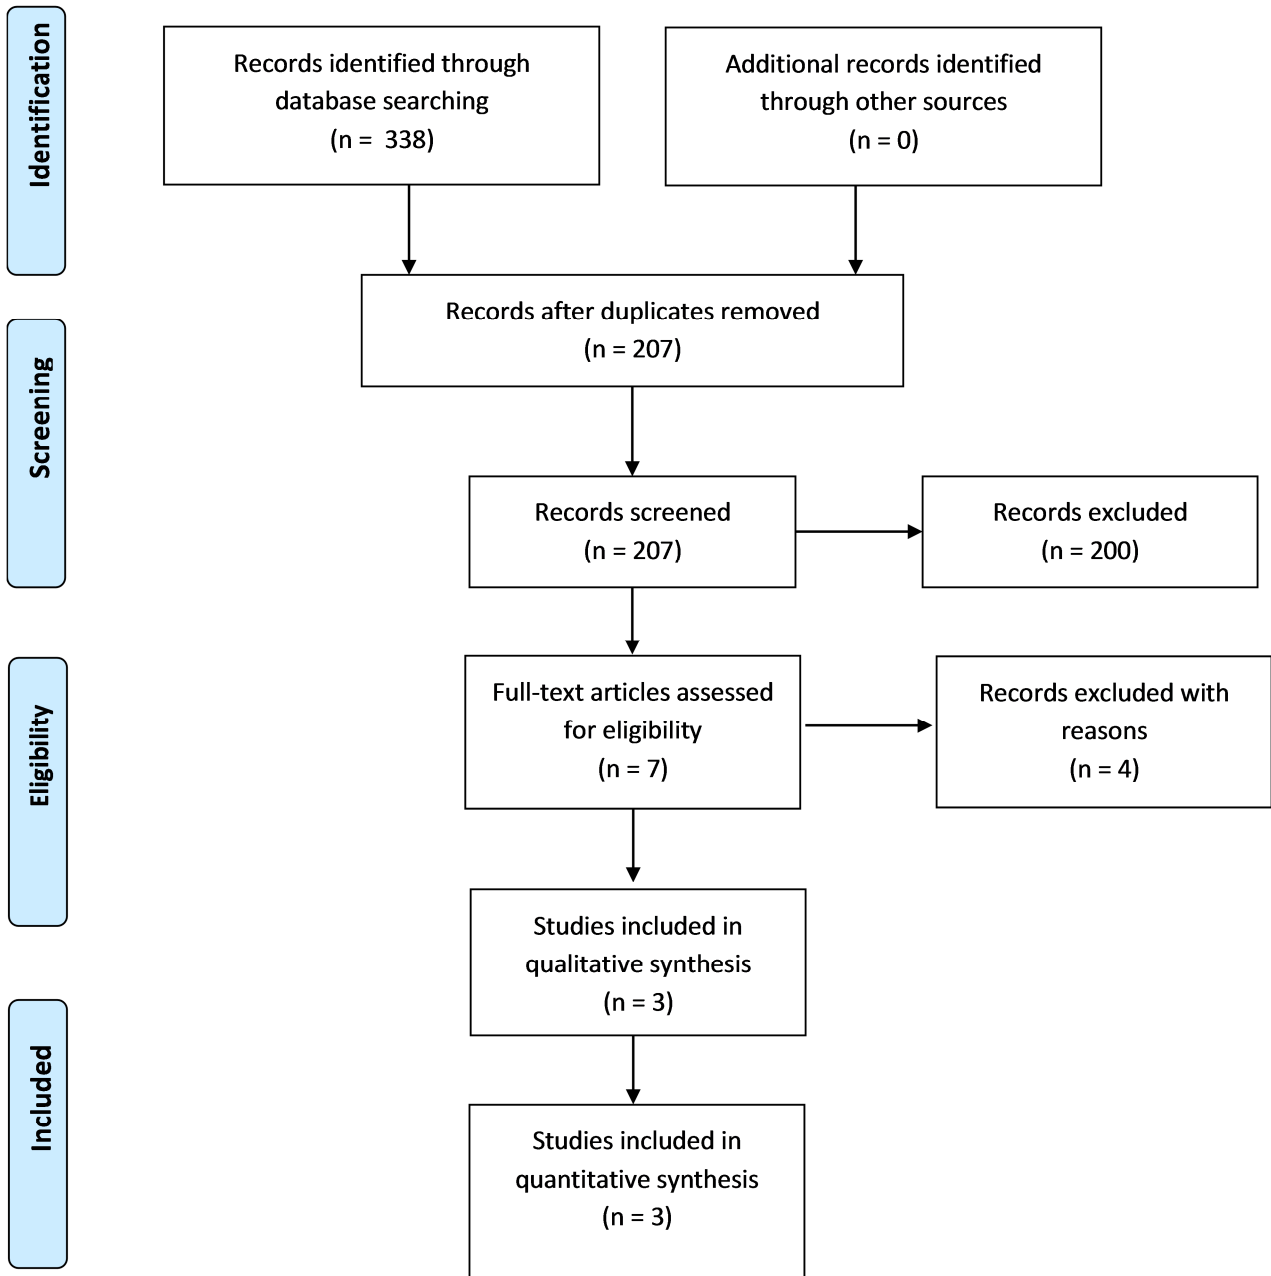 Identification
Records identified through
database searching
(n =  338)
Additional records identified
through other sources
(n = 0)
Records after duplicates removed
(n = 207)
Screening
Records screened
(n = 207)
Records excluded
(n = 200)
Eligibility
Full-text articles assessed
for eligibility
(n = 7)
Records excluded with
reasons
(n = 4)
Studies included in
qualitative synthesis
(n = 3)
Included
Studies included in
quantitative synthesis
(n = 3)